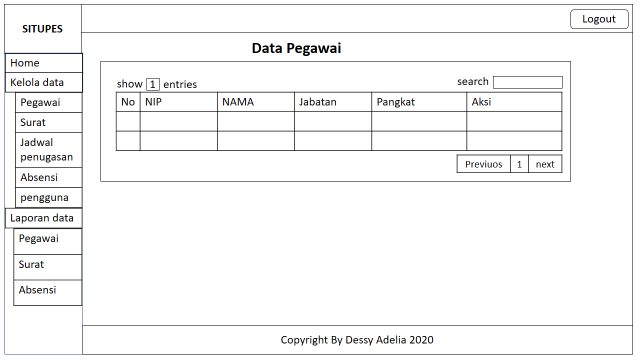 SITUPES
Logout
Home
Kelola data
Pegawai
Surat
Jadwal
penugasan
Absensi
pengguna
Laporan data
Pegawai
Surat
Absensi
Data Pegawai
show 1 entries
search
No NIP NAMA Jabatan Pangkat Aksi
Previuos 1 next
Copyright By Dessy Adelia 2020